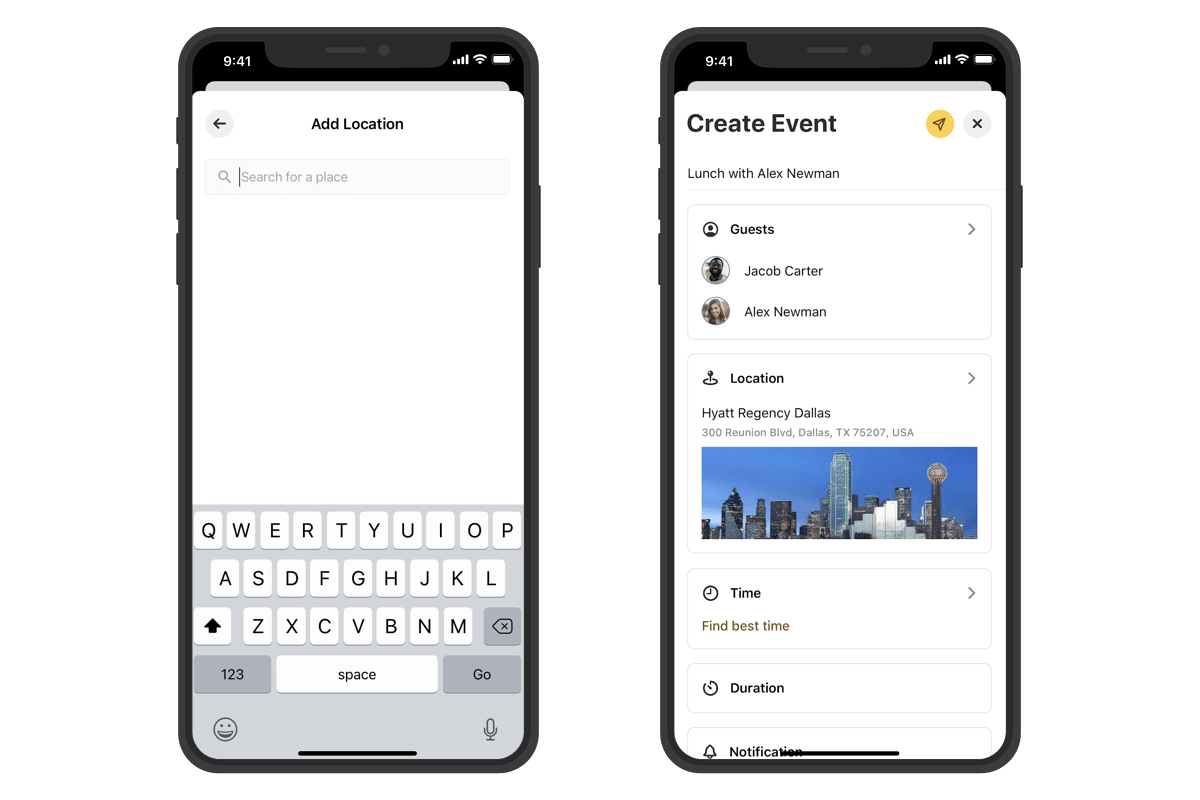 9:41
Add Location
Search for a place
Q W E R T Y U I O P
A S D F G H J K L
Z X C V B N M
123 space Go
9:41
Create Event
Lunch with Alex Newman
Guests
Jacob Carter
Alex Newman
Location
Hyatt Regency Dallas
300 Reunion Blvd, Dallas, TX 75207, USA
Time
Find best time
Duration
Notification